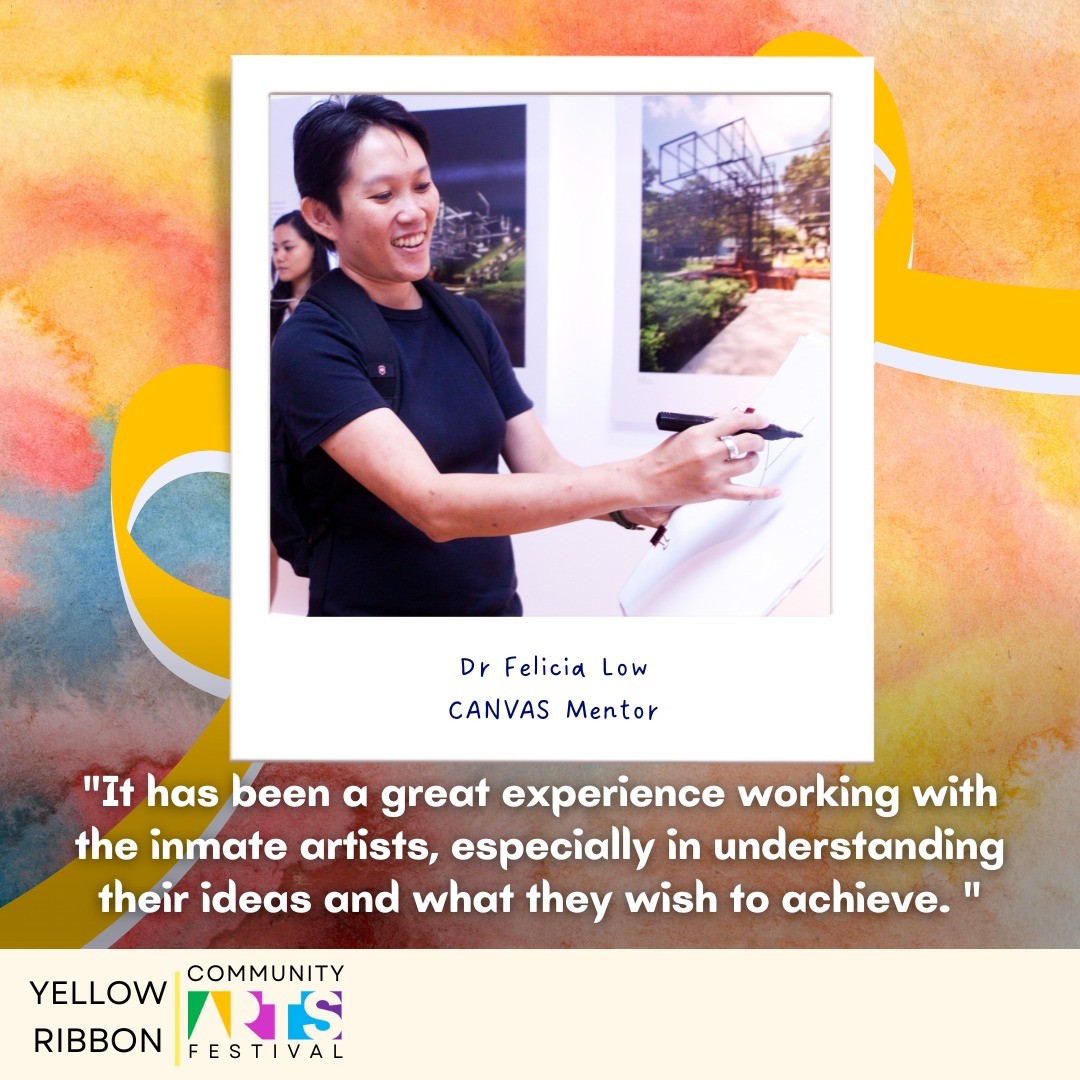 Dr Felicia Low
CANVAS Mentor
"It has been a great experience working with
the inmate artists, especially in understanding
their ideas and what they wish to achieve. "
YELLOW
RIBBON
COMMUNITY
ARTS
FESTIVAL